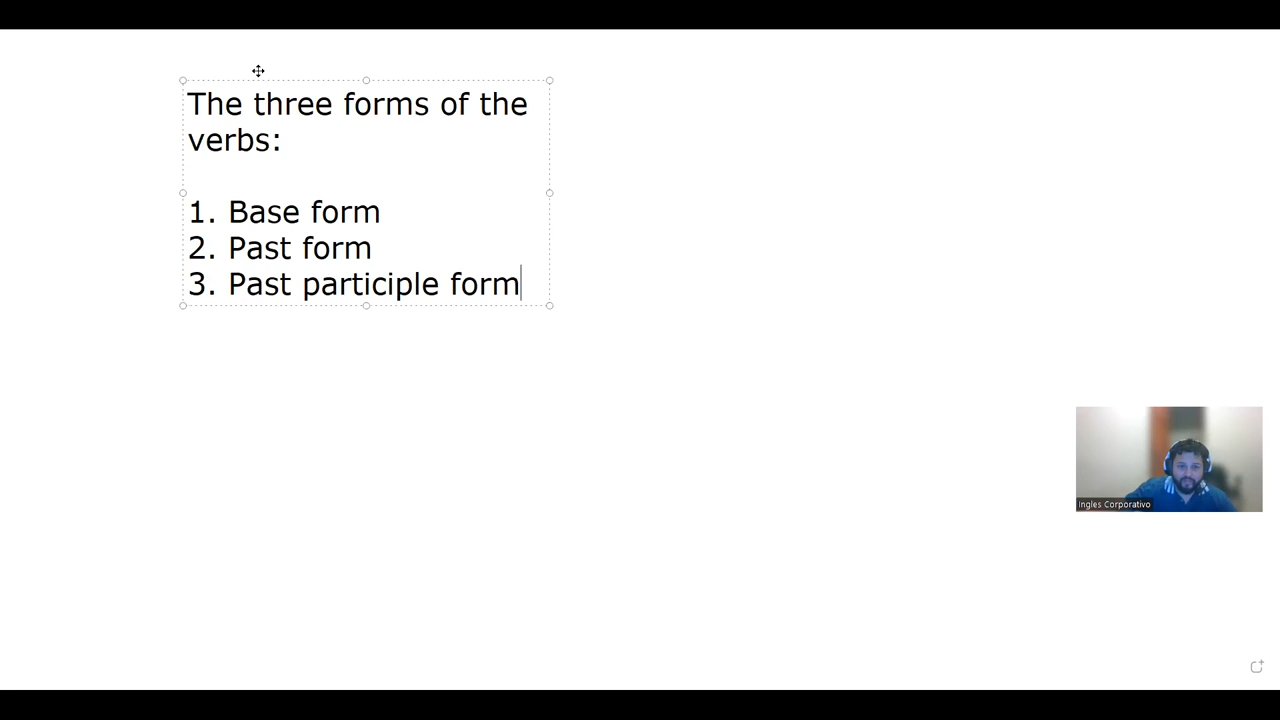 The three forms of the
verbs:
1. Base form
2. Past form
3. Past participle form
Ingles Corporativo